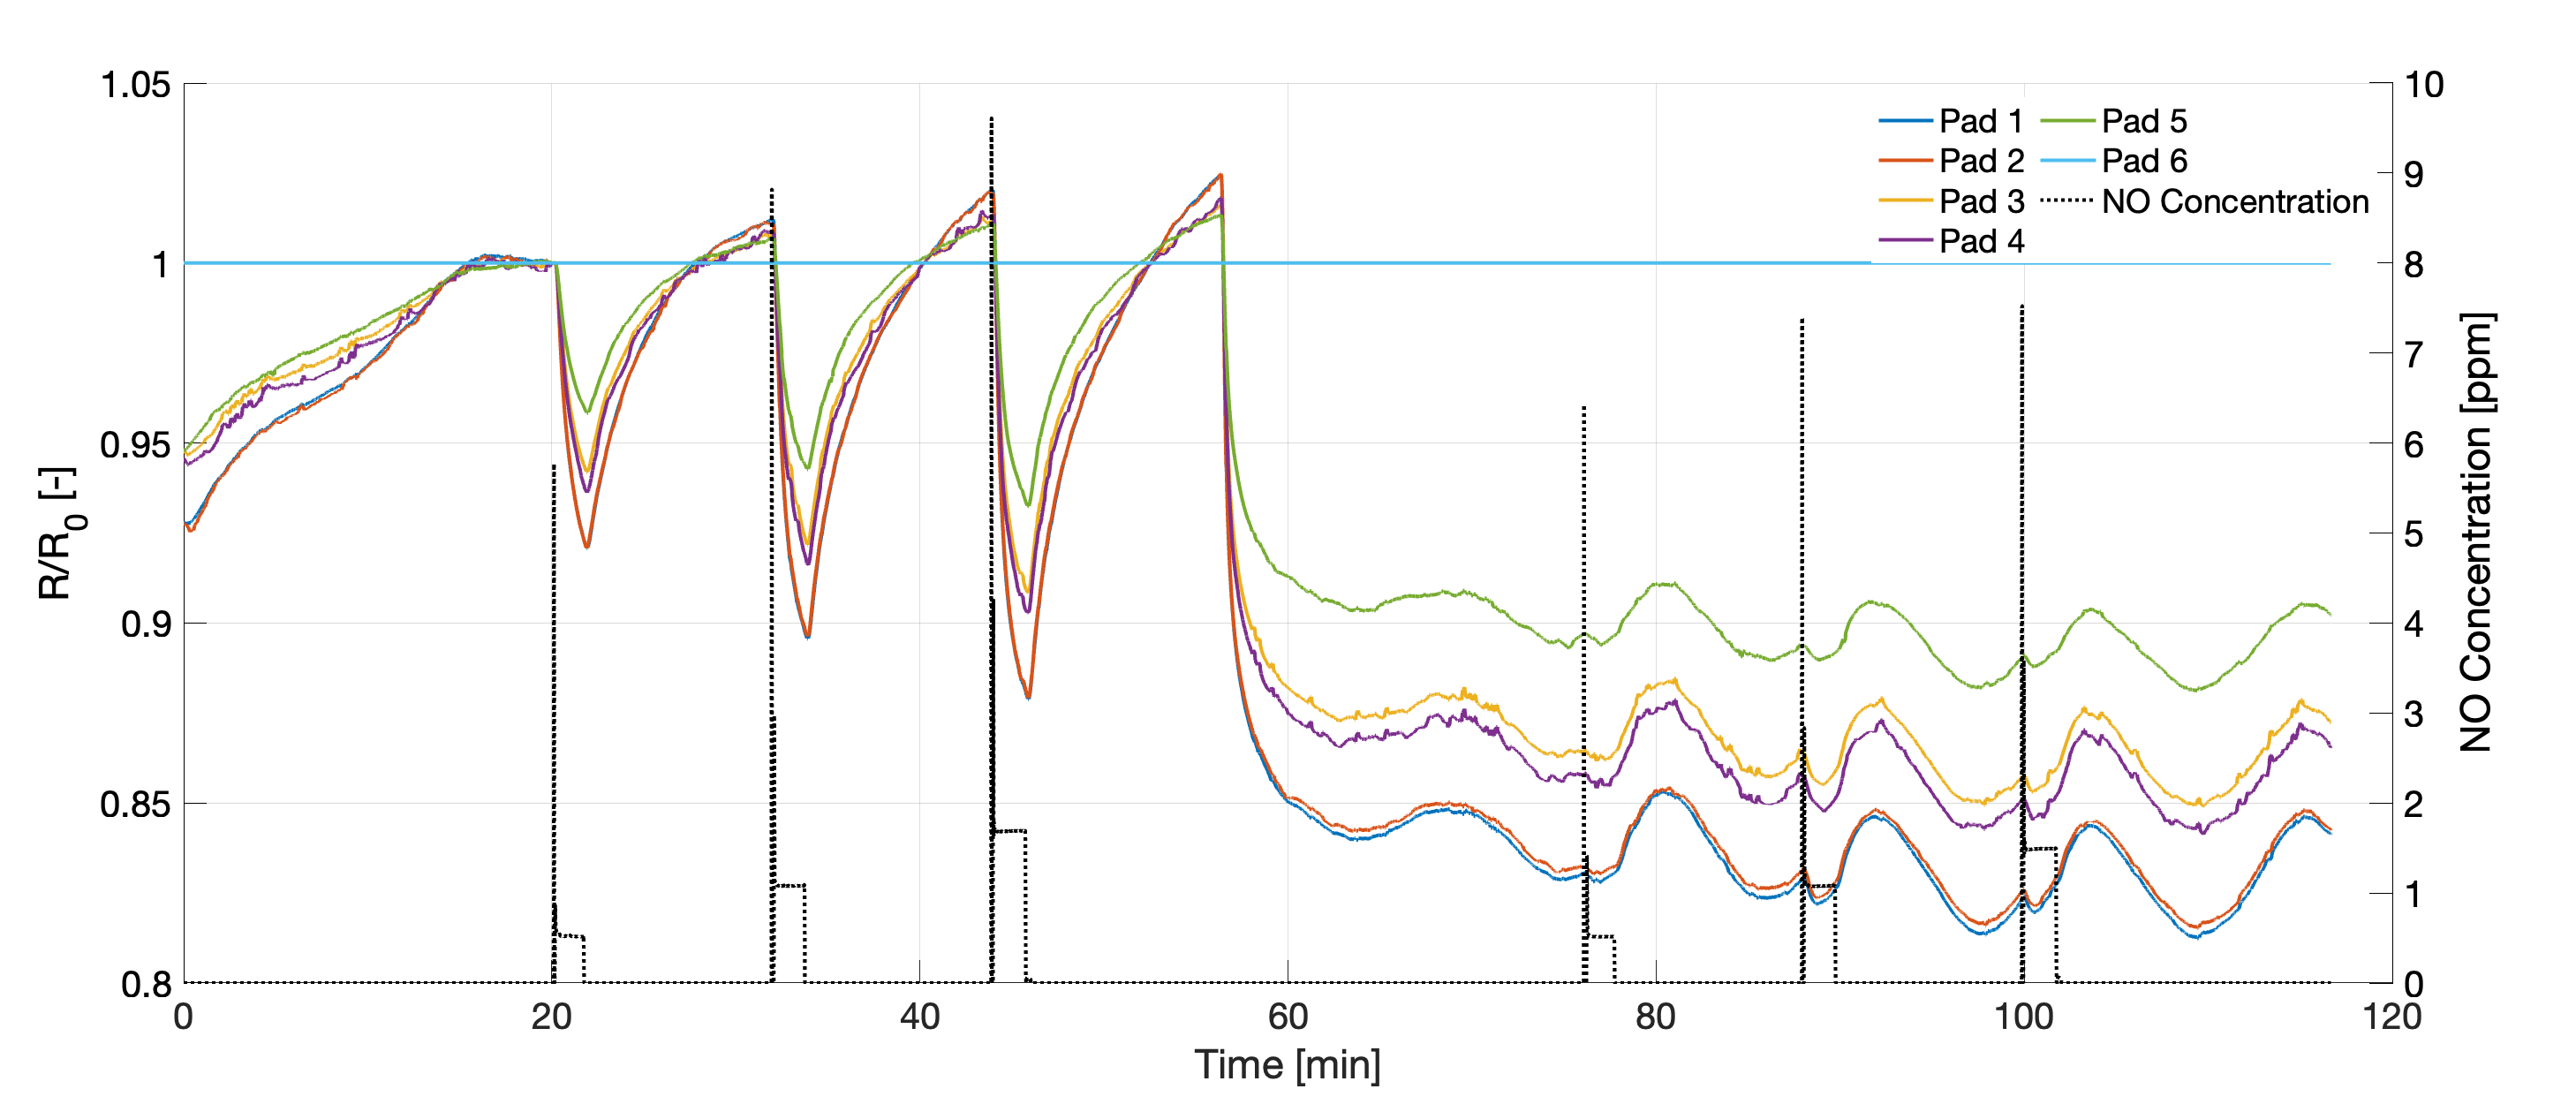 1.05
1
0.95
0.9
0.85
0.8
R/R0 [-]
0 20 40 60 80 100 120
Time [min]
10
9
8
7
6
5
4
3
2
1
0
NO Concentration [ppm]
Pad 1
Pad 2
Pad 3
Pad 4
Pad 5
Pad 6
NO Concentration